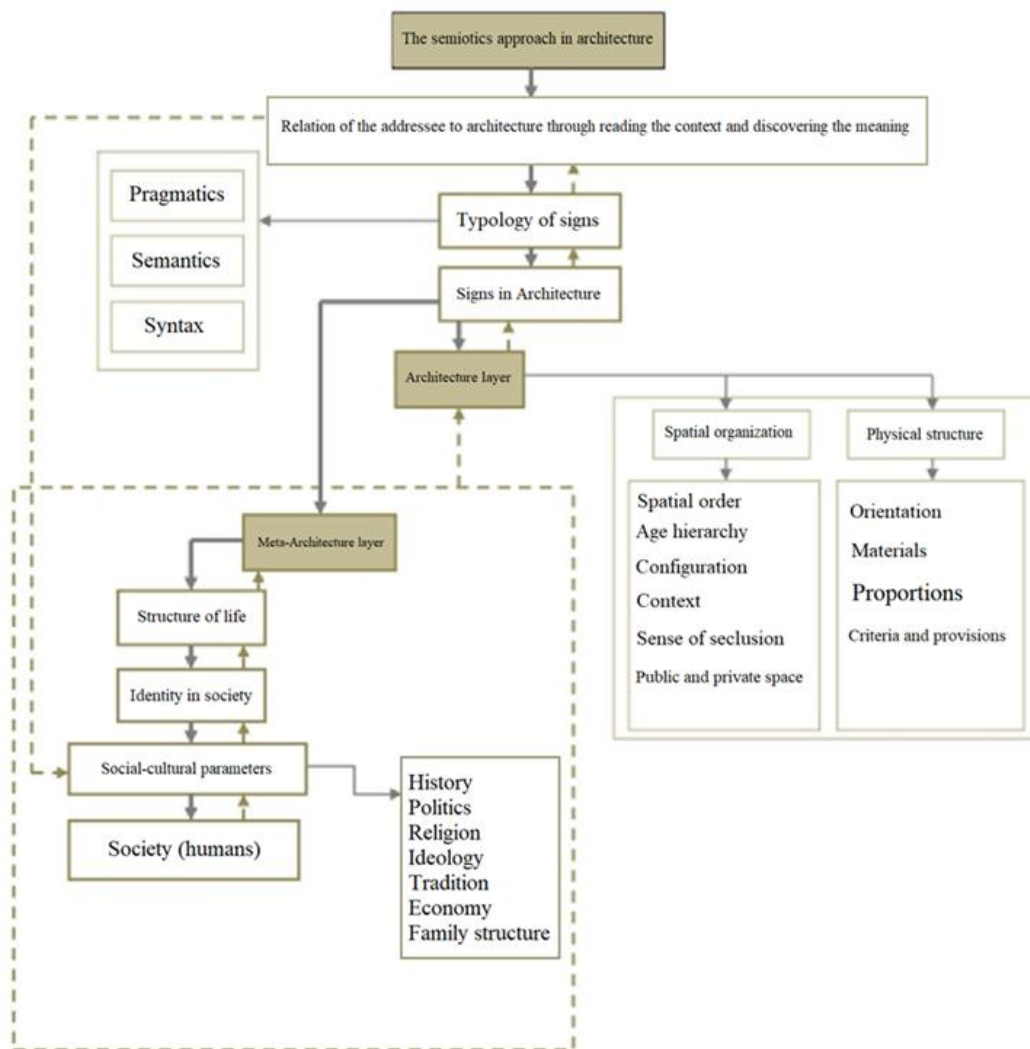 The semiotics approach in architecture
Relation of the addressee to architecture through reading the context and discovering the meaning
Pragmatics
Semantics
Syntax
Typology of signs
Signs in Architecture
Architecture layer
Spatial organization
Physical structure
Spatial order
Age hierarchy
Configuration
Context
Sense of seclusion
Public and private space
Orientation
Materials
Proportions
Criteria and provisions
Meta-Architecture layer
Structure of life
Identity in society
Social-cultural parameters
Society (humans)
History
Politics
Religion
Ideology
Tradition
Economy
Family structure